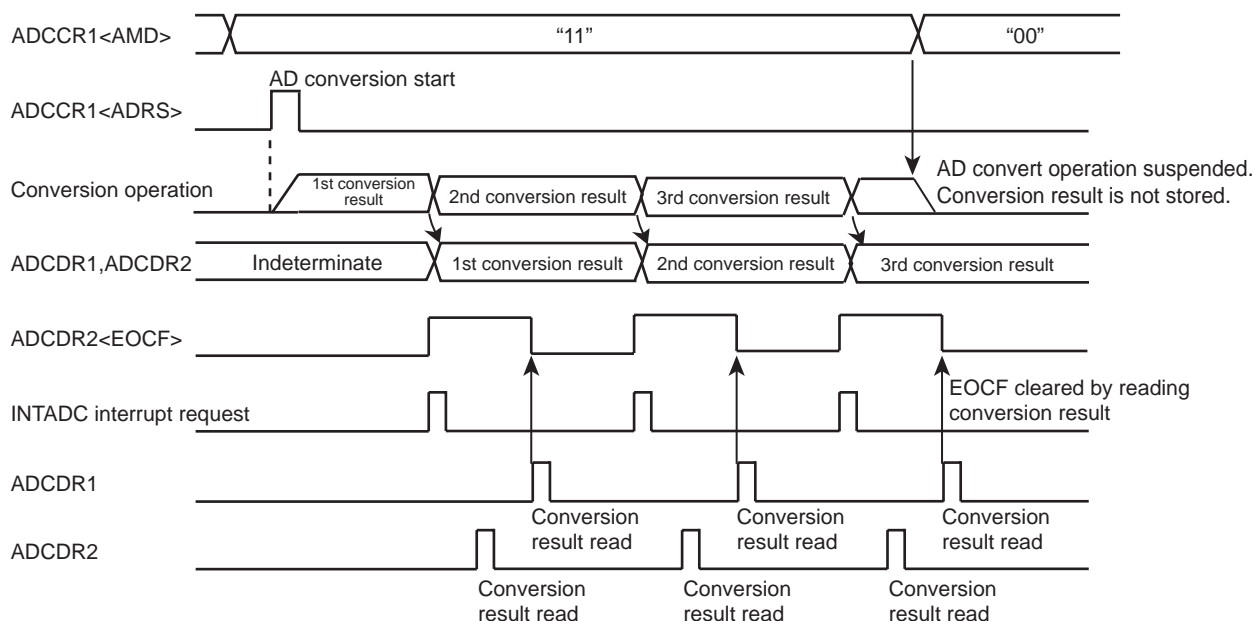 ADCCR1<AMD>
“11”
“00”
AD conversion start
ADCCR1<ADRS>
AD convert operation suspended.
Conversion result is not stored.
Conversion operation
1st conversion
result
2nd conversion result
3rd conversion result
ADCDR1,ADCDR2
Indeterminate
1st conversion result
2nd conversion result
3rd conversion result
ADCDR2<EOCF>
EOCF cleared by reading
conversion result
INTADC interrupt request
ADCDR1
Conversion
result read
Conversion
result read
Conversion
result read
ADCDR2
Conversion
result read
Conversion
result read
Conversion
result read